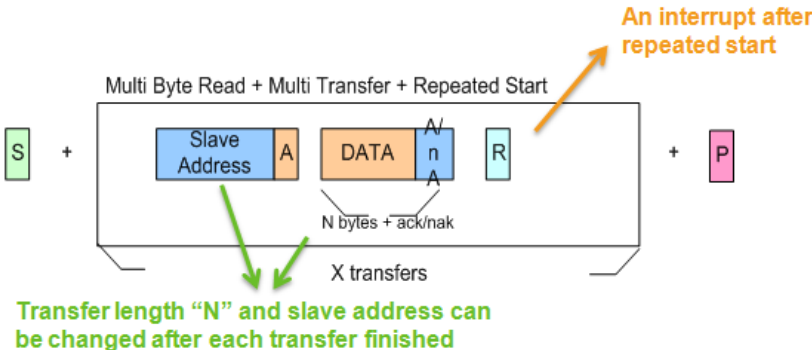 An interrupt after
repeated start
Multi Byte Read + Multi Transfer + Repeated Start
S + Slave Address A DATA A/nA R + P
N bytes + ack/nak
X transfers
Transfer length “N” and slave address can
be changed after each transfer finished